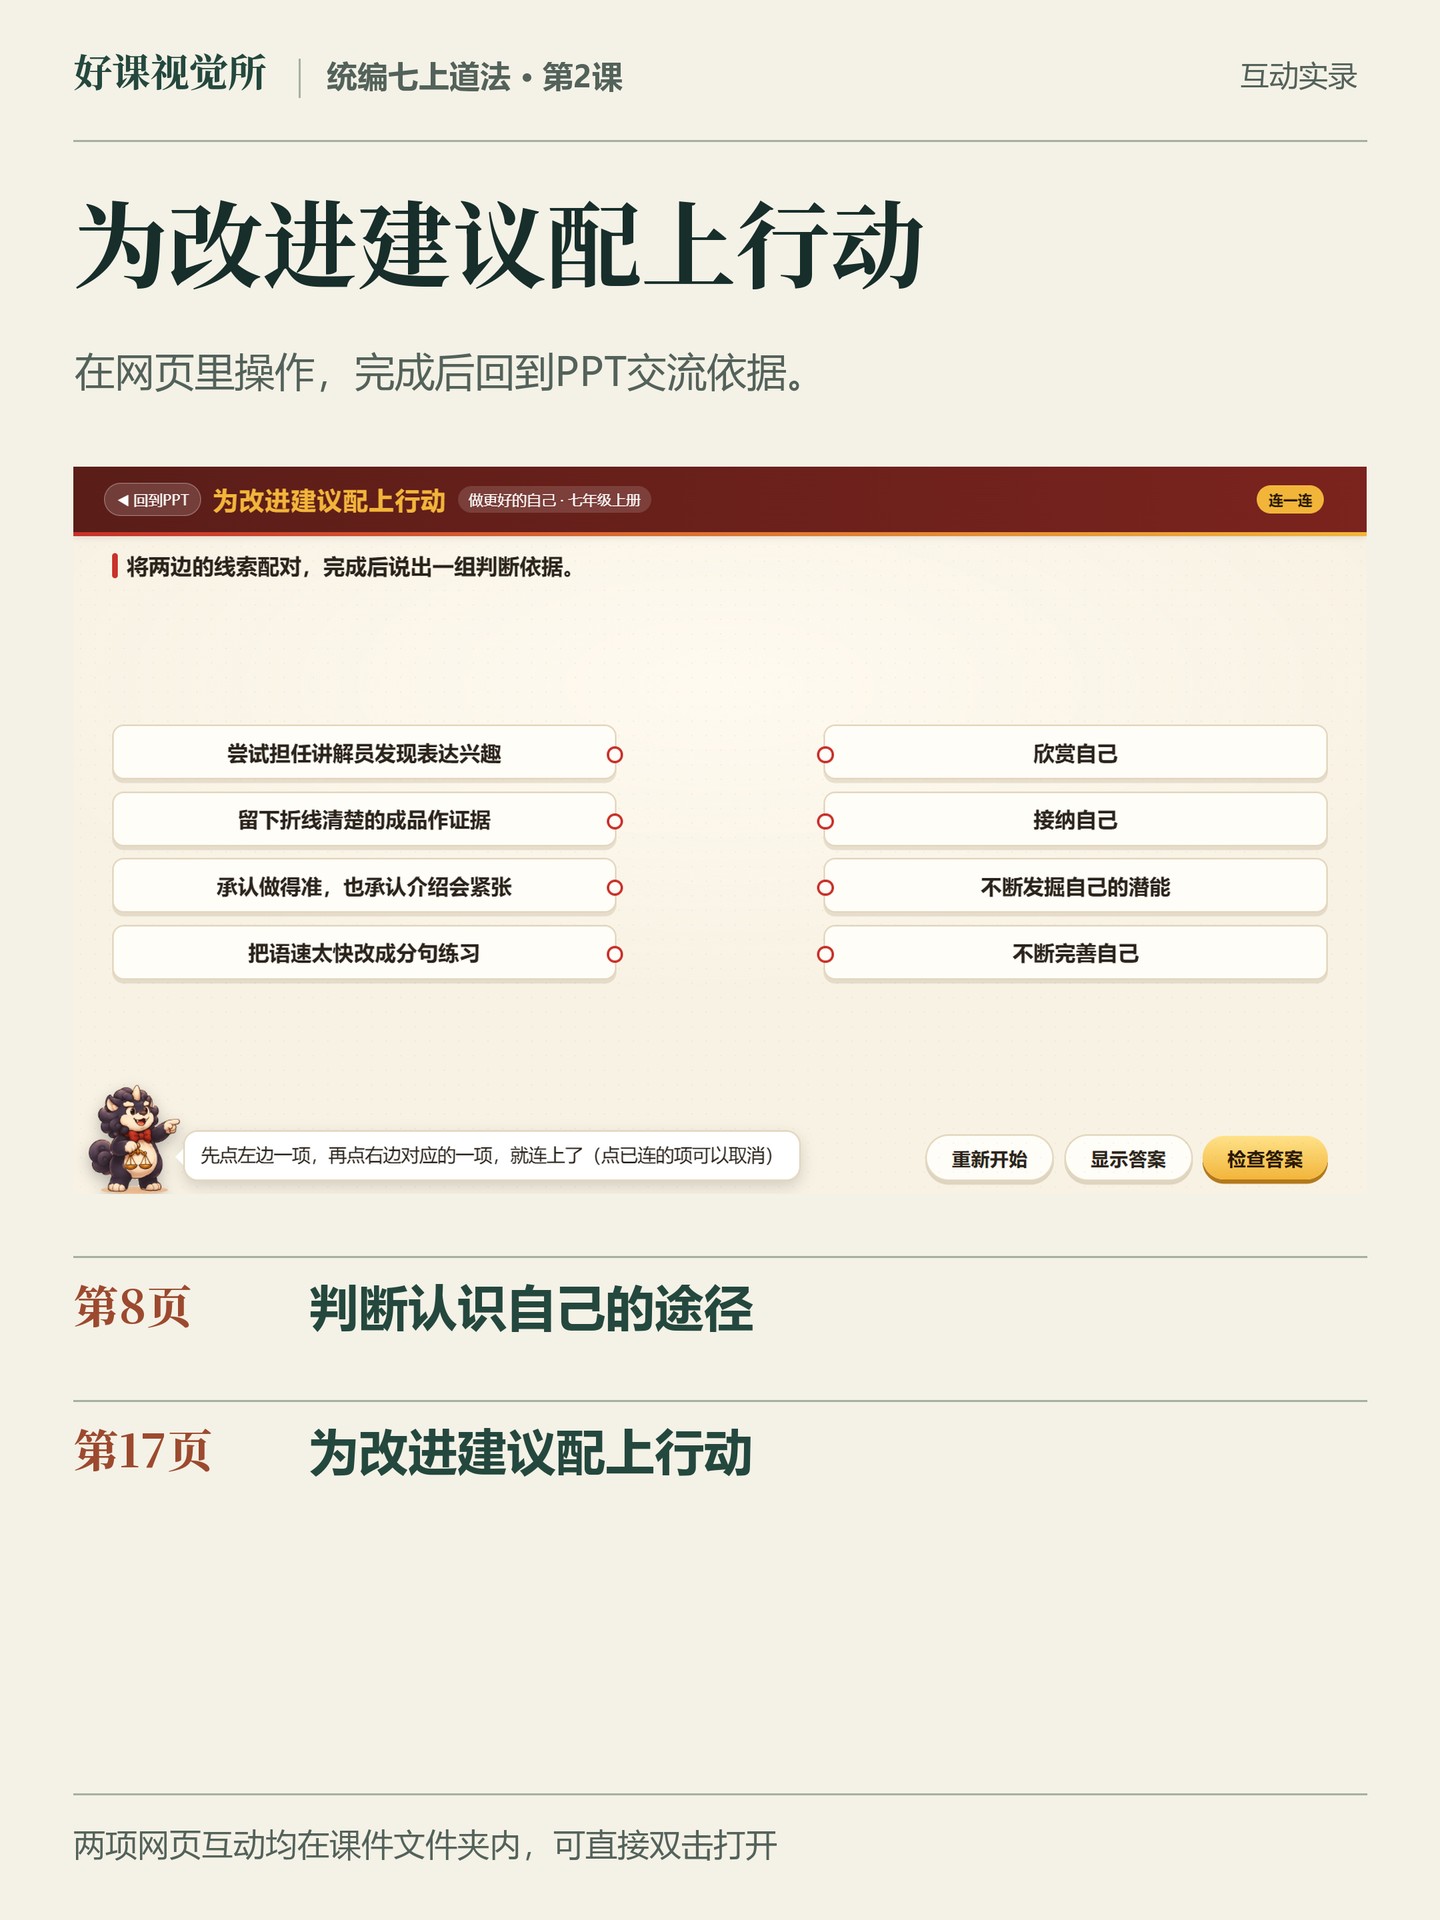 好课视觉所
统编七上道法·第2课
互动实录
为改进建议配上行动
在网页里操作，完成后回到PPT交流依据。
◀ 回到PPT
为改进建议配上行动
做更好的自己·七年级上册
连一连
将两边的线索配对，完成后说出一组判断依据。
尝试担任讲解员发现表达兴趣
欣赏自己
留下折线清楚的成品作证据
接纳自己
承认做得准，也承认介绍会紧张
不断发掘自己的潜能
把语速太快改成分句练习
不断完善自己
先点左边一项，再点右边对应的一项，就连上了（点已连的项可以取消）
重新开始
显示答案
检查答案
第8页
判断认识自己的途径
第17页
为改进建议配上行动
两项网页互动均在课件文件夹内，可直接双击打开